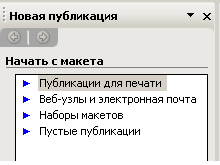 Новая публикация
Начать с макета
Публикации для печати
Веб-узлы и электронная почта
Наборы макетов
Пустые публикации